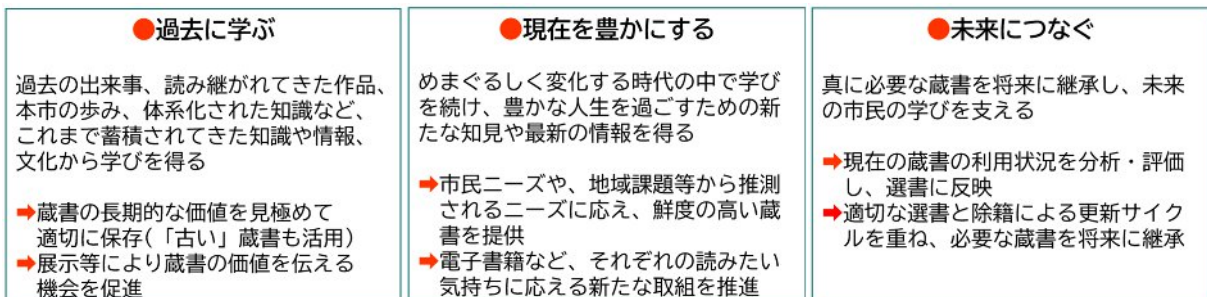 ●過去に学ぶ
過去の出来事、読み継がれてきた作品、
本市の歩み、体系化された知識など、
これまで蓄積されてきた知識や情報、
文化から学びを得る
➡蔵書の長期的な価値を見極めて
適切に保存(「古い」蔵書も活用)
➡展示等により蔵書の価値を伝える
機会を促進
●現在を豊かにする
めまぐるしく変化する時代の中で学び
を続け、豊かな人生を過ごすための新
たな知見や最新の情報を得る
➡市民ニーズや、地域課題等から推測
されるニーズに応え、鮮度の高い蔵
書を提供
➡電子書籍など、それぞれの読みたい
気持ちに応える新たな取組を推進
●未来につなぐ
真に必要な蔵書を将来に継承し、未来
の市民の学びを支える
➡現在の蔵書の利用状況を分析・評価
し、選書に反映
➡適切な選書と除籍による更新サイク
ルを重ね、必要な蔵書を将来に継承